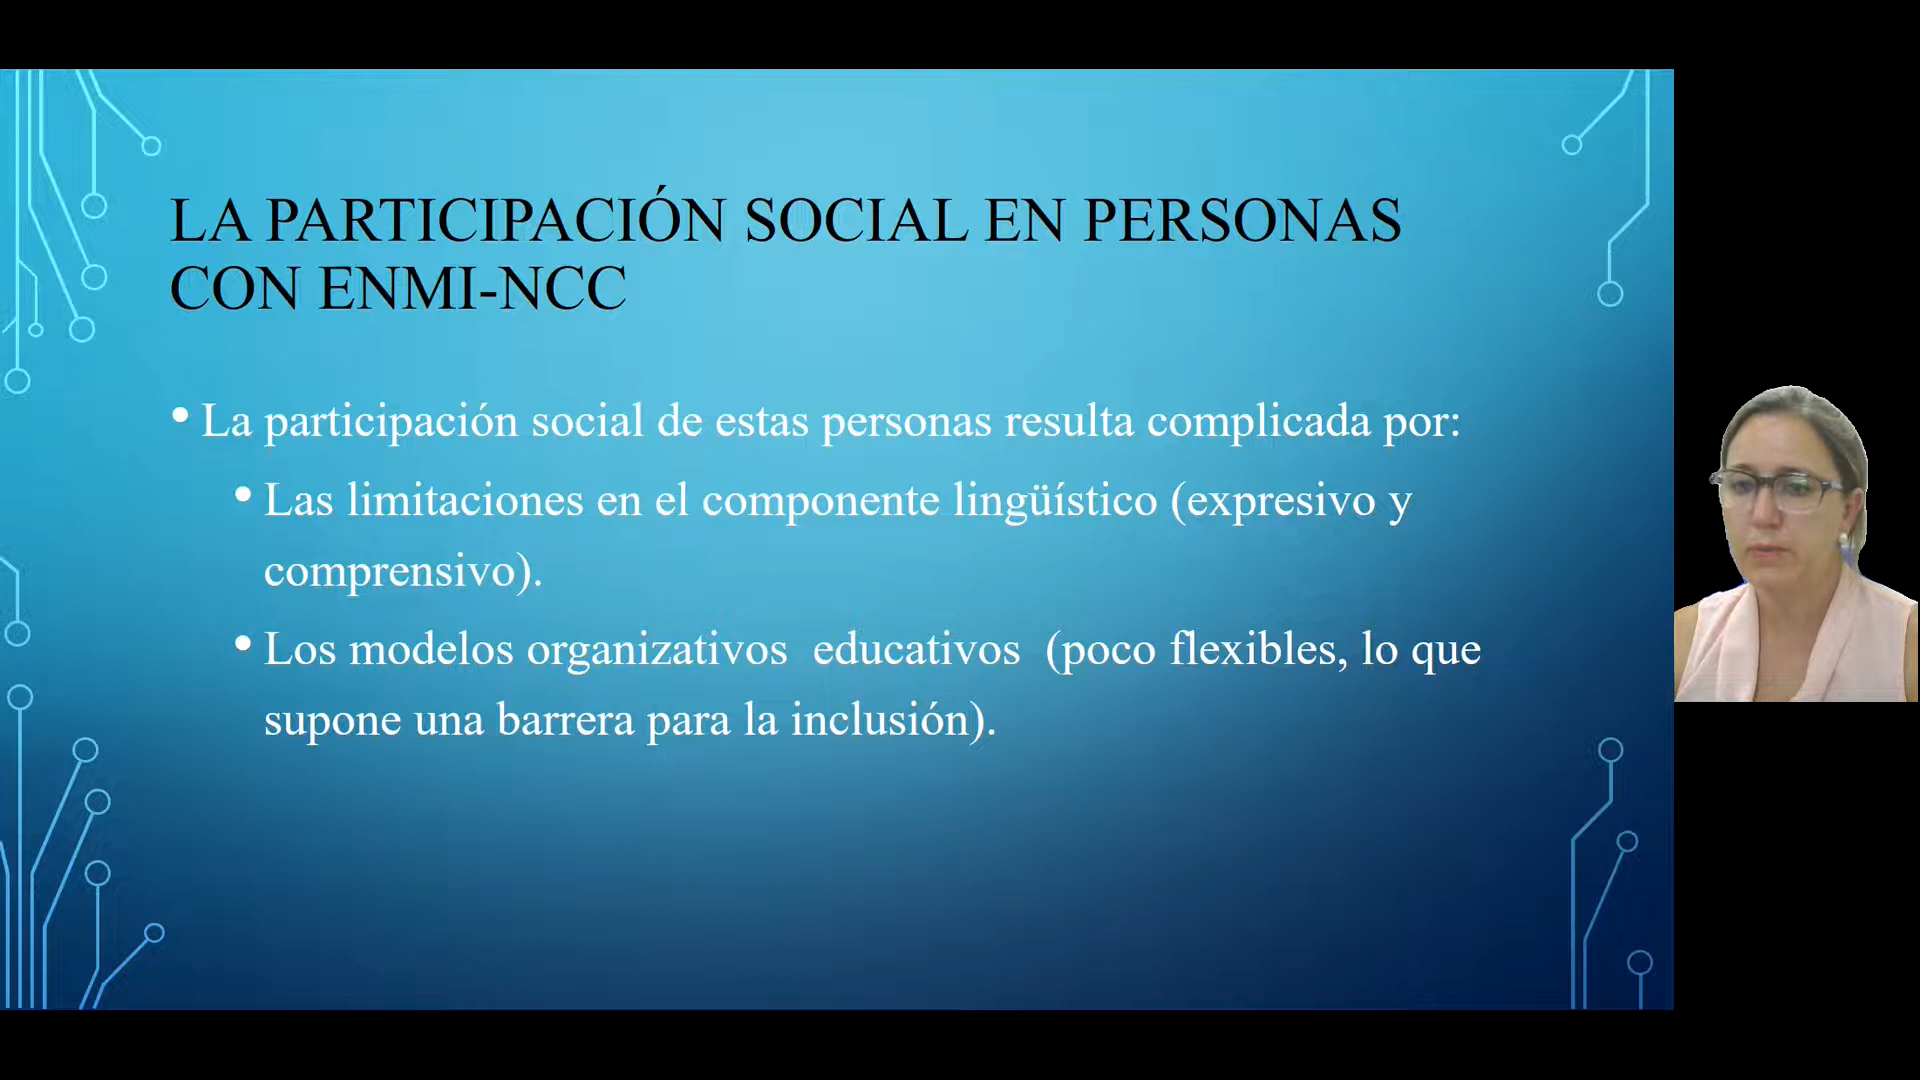 LA PARTICIPACIÓN SOCIAL EN PERSONAS
CON ENMI-NCC
• La participación social de estas personas resulta complicada por:
• Las limitaciones en el componente lingüístico (expresivo y
comprensivo).
• Los modelos organizativos  educativos  (poco flexibles, lo que
supone una barrera para la inclusión).